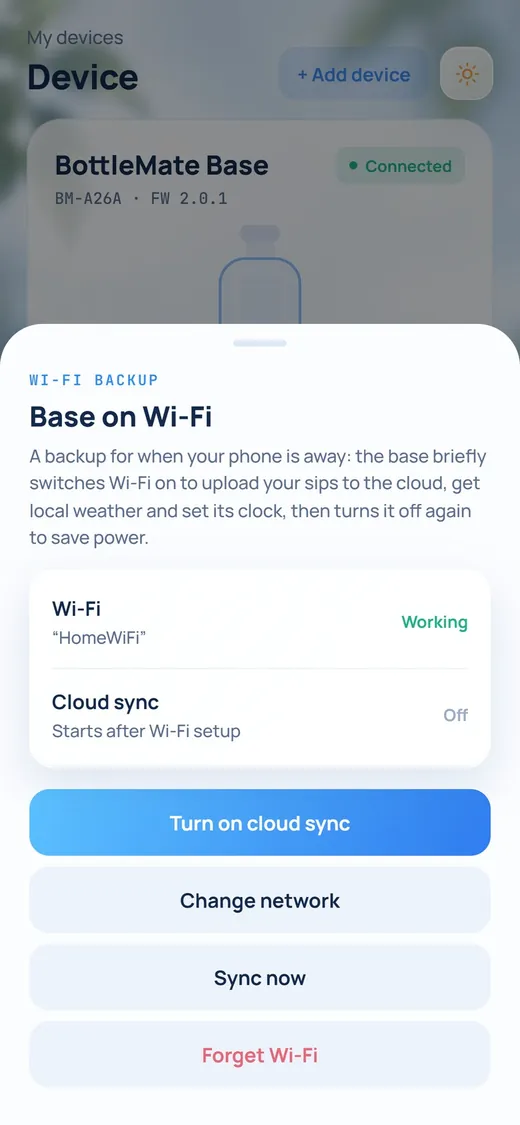 My devices
Device
+ Add device
BottleMate Base
Connected
BM-A26A · FW 2.0.1
WI-FI BACKUP
Base on Wi-Fi
A backup for when your phone is away: the base briefly
switches Wi-Fi on to upload your sips to the cloud, get
local weather and set its clock, then turns it off again
to save power.
Wi-Fi
“HomeWiFi”
Working
Cloud sync
Starts after Wi-Fi setup
Off
Turn on cloud sync
Change network
Sync now
Forget Wi-Fi